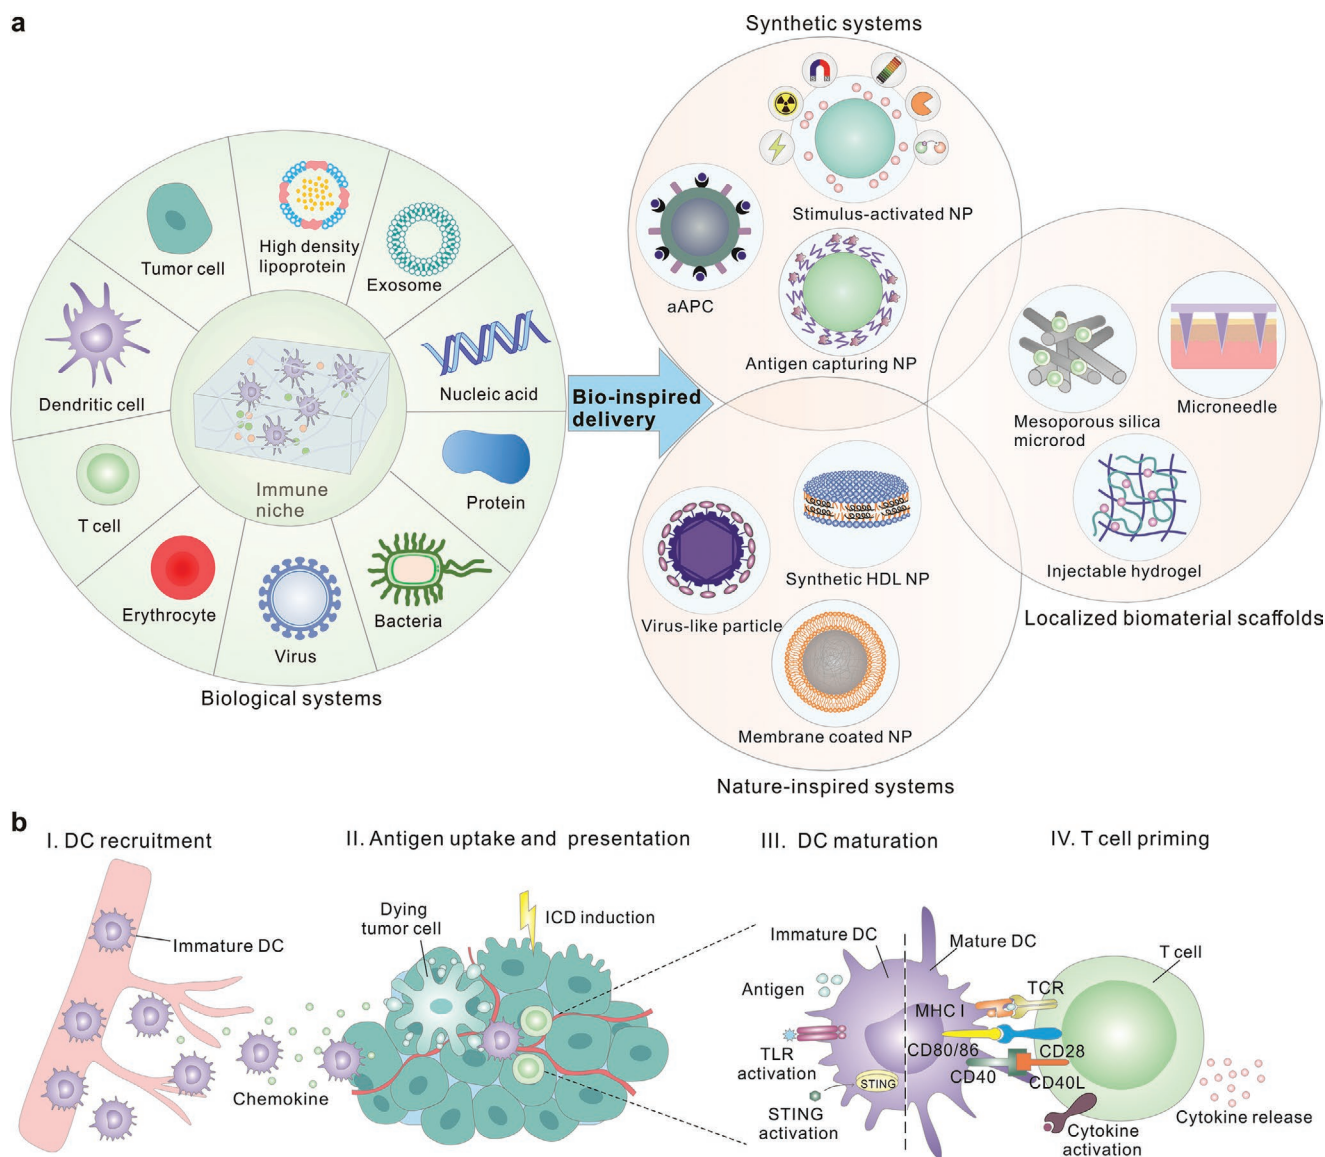 a
Synthetic systems
Stimulus-activated NP
aAPC
Antigen capturing NP
Tumor cell
High density
lipoprotein
Exosome
Dendritic cell
Nucleic acid
T cell
Protein
Erythrocyte
Virus
Bacteria
Immune
niche
Biological systems
Bio-inspired
delivery
Mesoporous silica
microrod
Microneedle
Injectable hydrogel
Localized biomaterial scaffolds
Virus-like particle
Synthetic HDL NP
Membrane coated NP
Nature-inspired systems
b
I. DC recruitment
II. Antigen uptake and presentation
III. DC maturation
IV. T cell priming
Immature DC
Chemokine
Dying
tumor cell
ICD induction
Immature DC
Mature DC
T cell
Antigen
TLR
activation
STING
STING
activation
MHC I
TCR
CD80/86
CD28
CD40
CD40L
Cytokine
activation
Cytokine release